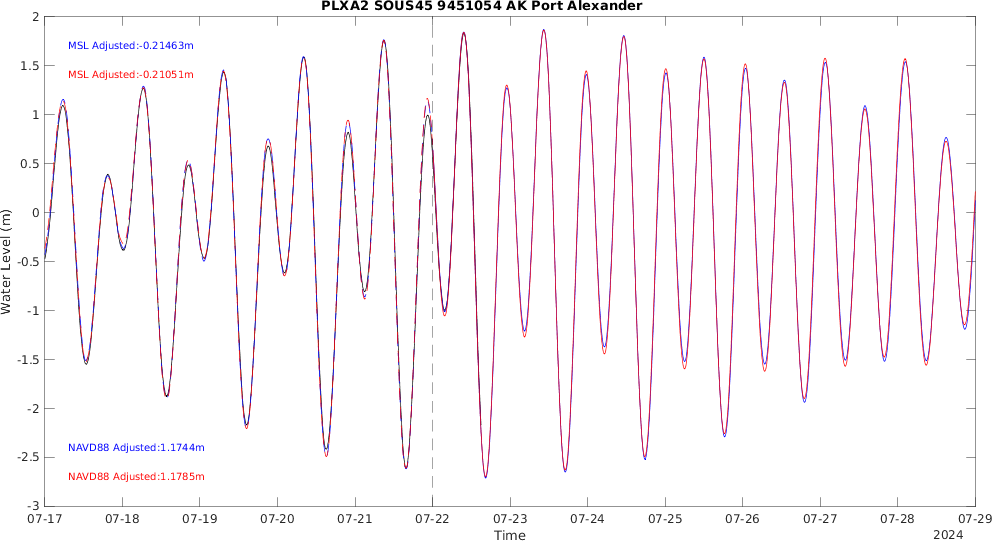 PLXA2 SOUS45 9451054 AK Port Alexander
MSL Adjusted:-0.21463m
MSL Adjusted:-0.21051m
NAVD88 Adjusted:1.1744m
NAVD88 Adjusted:1.1785m
Water Level (m)
2
1.5
1
0.5
0
-0.5
-1
-1.5
-2
-2.5
-3
07-17 07-18 07-19 07-20 07-21 07-22 07-23 07-24 07-25 07-26 07-27 07-28 07-29
Time
2024